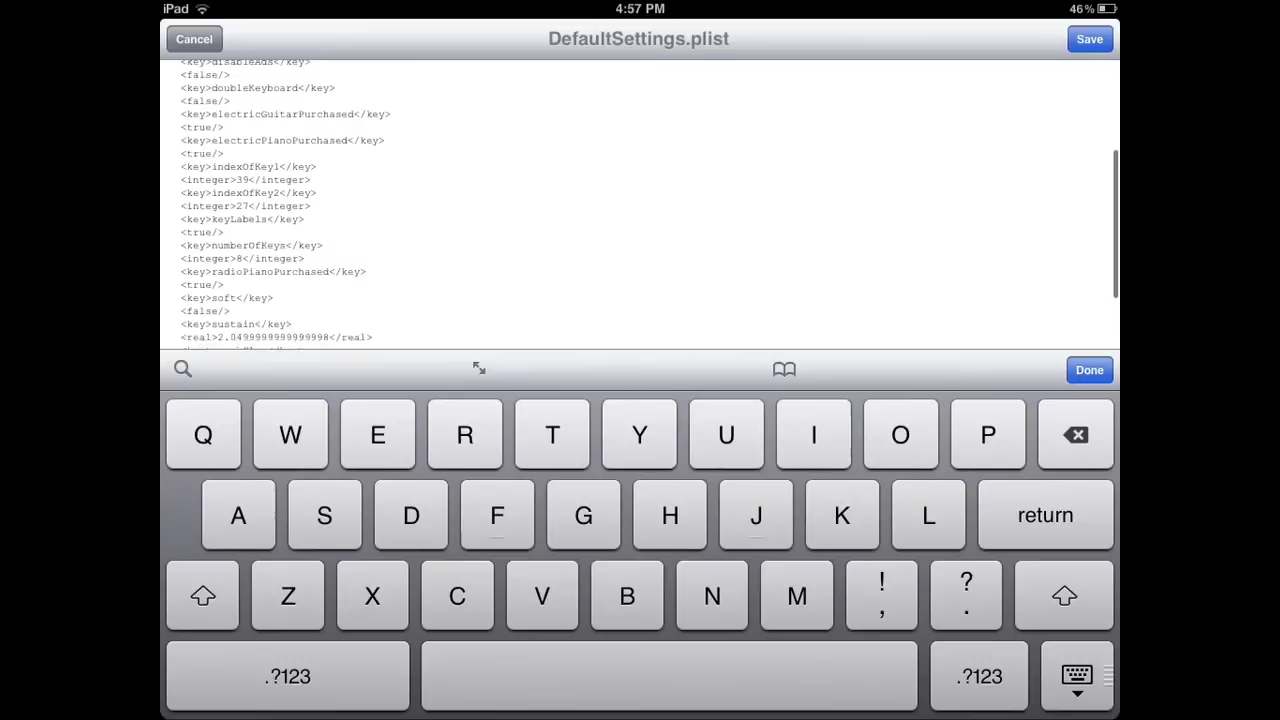 iPad
4:57 PM
46%
Cancel
DefaultSettings.plist
Save
<key>disableAds</key>
<false/>
<key>doubleKeyboard</key>
<false/>
<key>electricGuitarPurchased</key>
<true/>
<key>electricPianoPurchased</key>
<true/>
<key>indexOfKey1</key>
<integer>39</integer>
<key>indexOfKey2</key>
<integer>27</integer>
<key>keyLabels</key>
<true/>
<key>numberOfKeys</key>
<integer>8</integer>
<key>radioPianoPurchased</key>
<true/>
<key>soft</key>
<false/>
<key>sustain</key>
<real>2.0499999999999998</real>
Done
Q W E R T Y U I O P
A S D F G H J K L return
Z X C V B N M ! , ? .
.?123 .?123